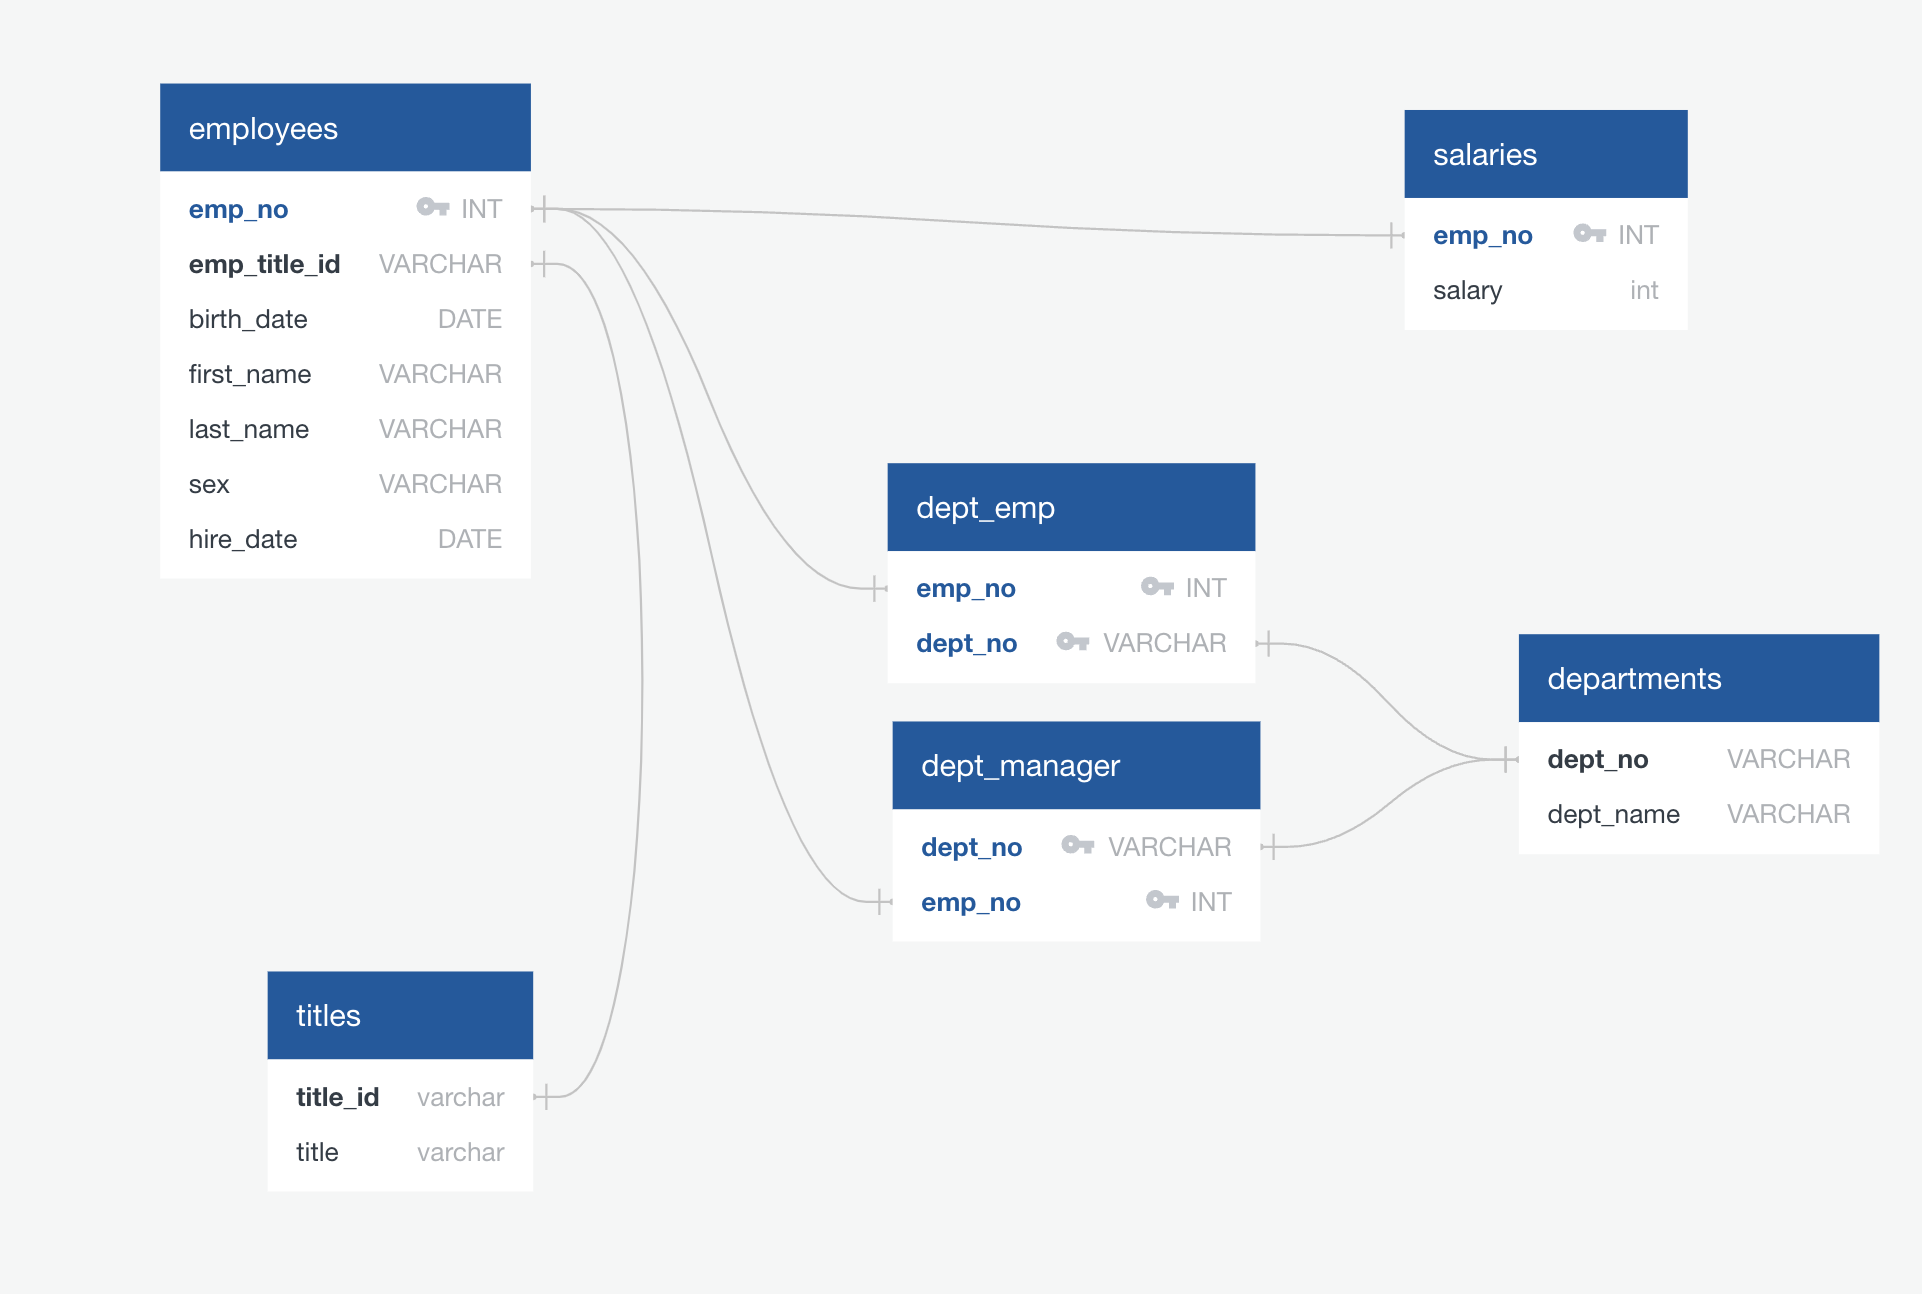 employees
emp_no INT
emp_title_id VARCHAR
birth_date DATE
first_name VARCHAR
last_name VARCHAR
sex VARCHAR
hire_date DATE
salaries
emp_no INT
salary int
dept_emp
emp_no INT
dept_no VARCHAR
dept_manager
dept_no VARCHAR
emp_no INT
departments
dept_no VARCHAR
dept_name VARCHAR
titles
title_id varchar
title varchar